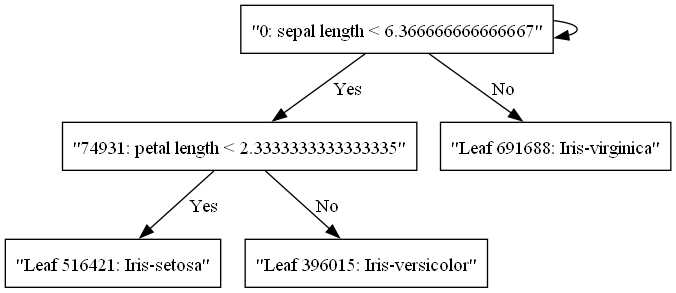 "0: sepal length < 6.366666666666667"
Yes
No
"74931: petal length < 2.3333333333333335"
"Leaf 691688: Iris-virginica"
Yes
No
"Leaf 516421: Iris-setosa"
"Leaf 396015: Iris-versicolor"